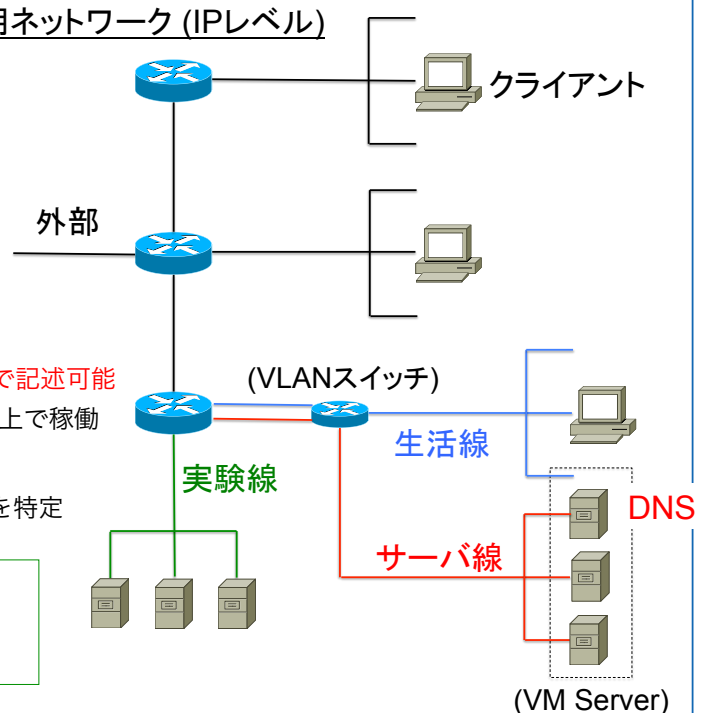 用ネットワーク (IPレベル)
クライアント
外部
で記述可能
(VLANスイッチ)
上で稼働
生活線
実験線
を特定
DNS
サーバ線
(VM Server)